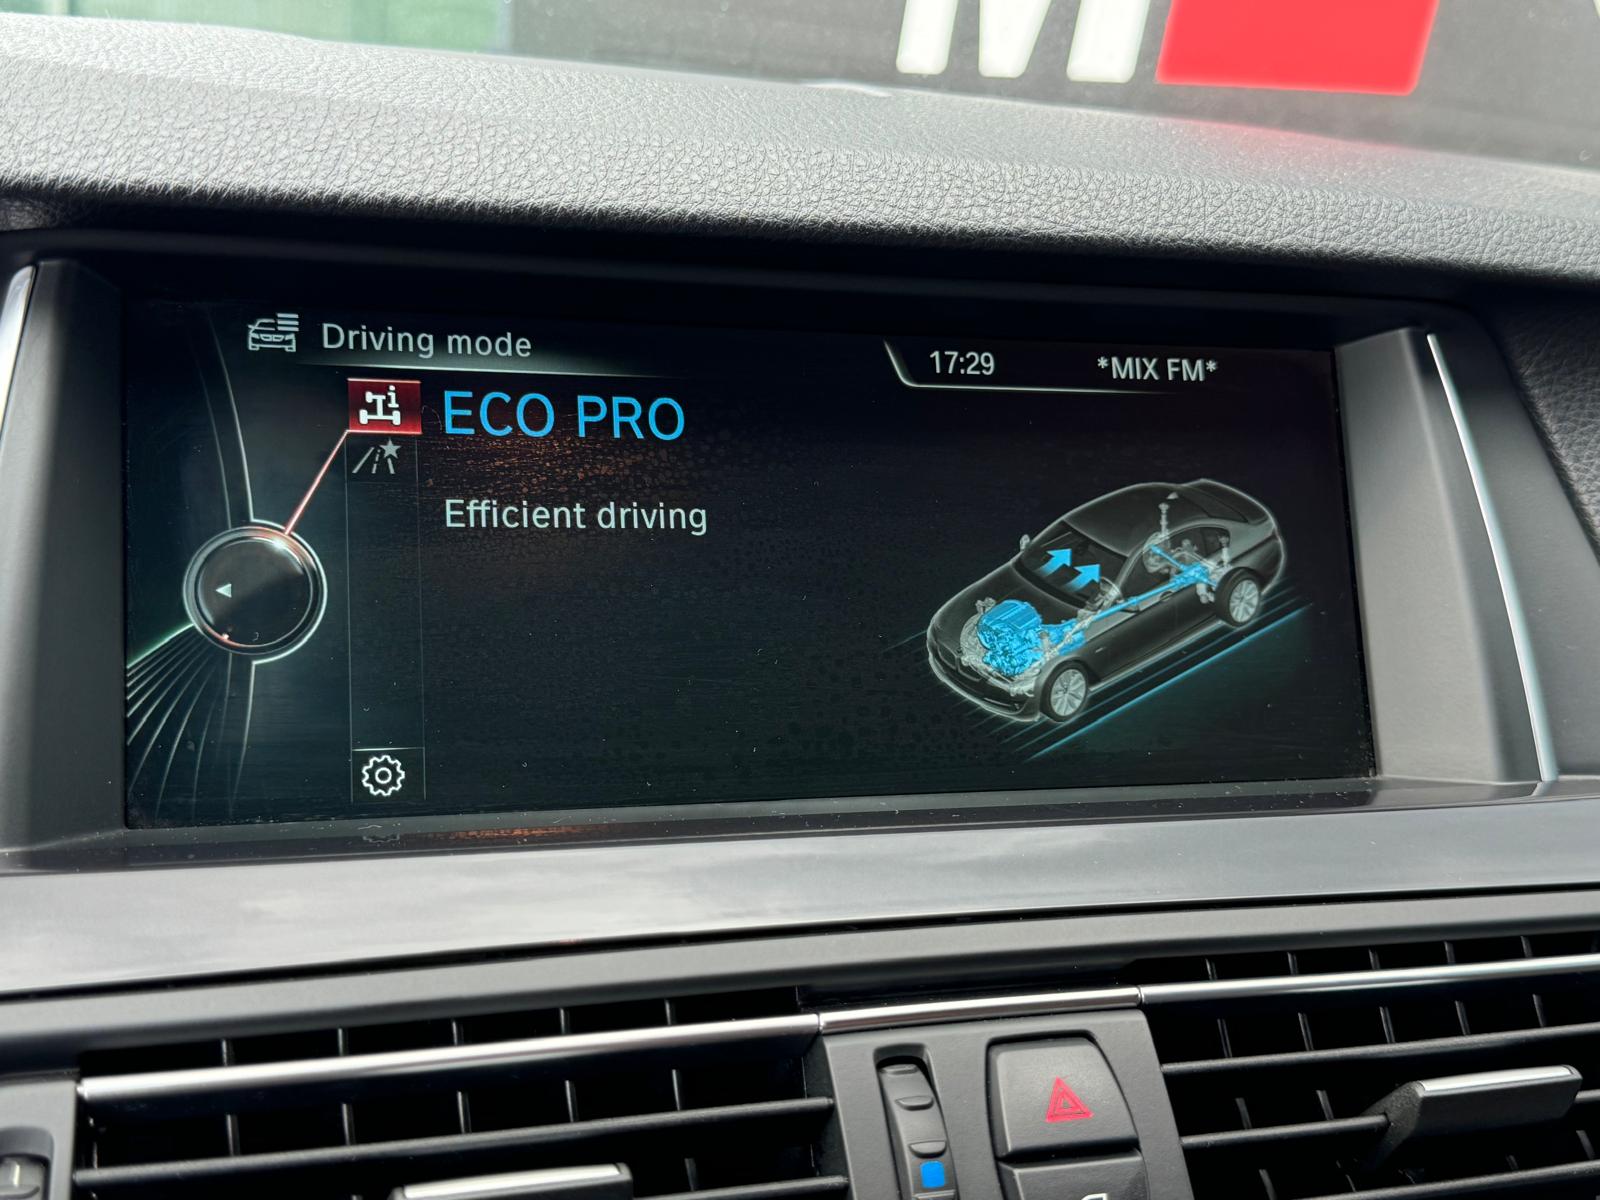 M
Driving mode
17:29
*MIX FM*
ECO PRO
Efficient driving